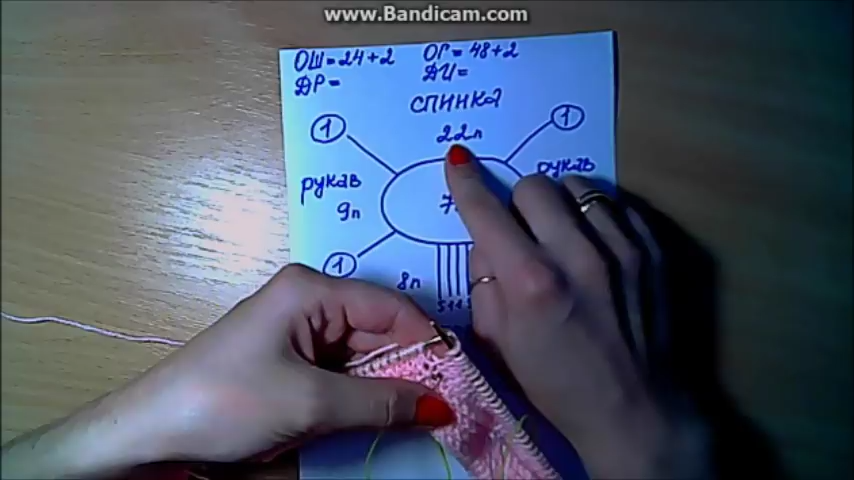 www.Bandicam.com
ОШ=24+2 ОГ=48+2
ДР= ДИ=
СПИНКА
1 1
22п
рукав рукав
9п
7
1
8п